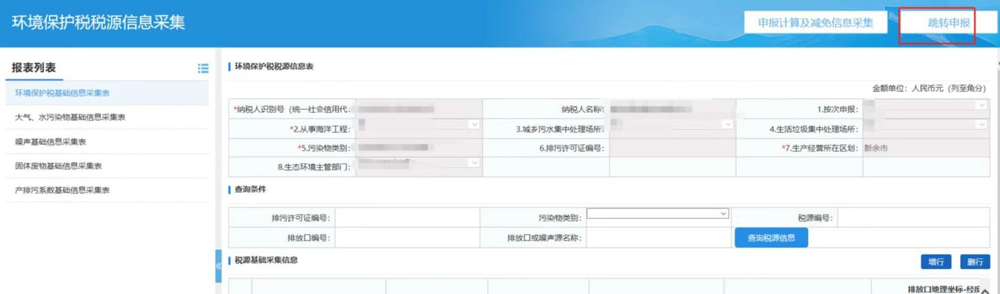 环境保护税税源信息采集
申报计算及减免信息采集
跳转申报
报表列表
环境保护税基础信息采集表
大气、水污染物基础信息采集表
噪声基础信息采集表
固体废物基础信息采集表
产排污系数基础信息采集表
环境保护税税源信息表
金额单位：人民币元（列至角分）
*纳税人识别号（统一社会信用代
纳税人名称：
1.按次申报：
*2.从事海洋工程：
3.城乡污水集中处理场所：
4.生活垃圾集中处理场所：
*5.污染物类别：
6.排污许可证编号：
*7.生产经营所在区划：
新余市
8.生态环境主管部门：
查询条件
排污许可证编号：
污染物类别：
税源编号：
排放口编号：
排放口或噪声源名称：
查询税源信息
税源基础采集信息
增行
删行
排放口地理坐标-经度